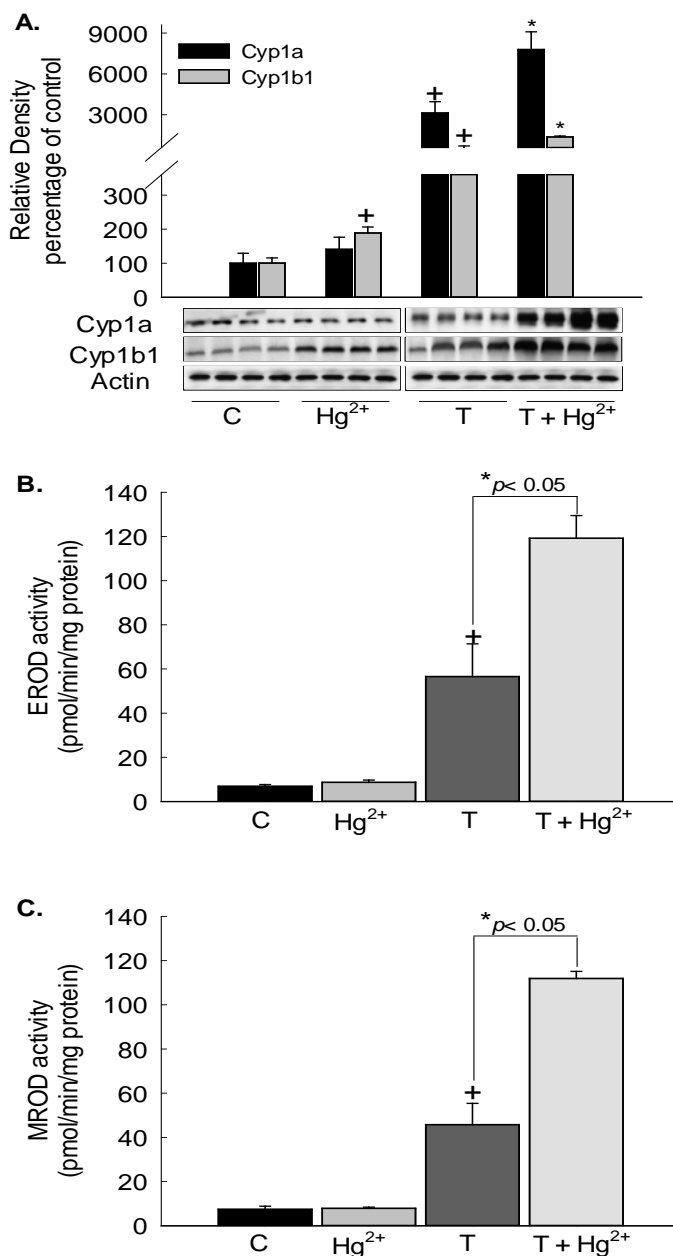 A.
9000
6000
3000
300
200
100
0
Relative Density
percentage of control
Cyp1a
Cyp1b1
+
+
+
*
*
Cyp1a
Cyp1b1
Actin
C Hg²⁺ T T + Hg²⁺
B.
140
120
100
80
60
40
20
0
EROD activity
(pmol/min/mg protein)
*p< 0.05
+
C Hg²⁺ T T + Hg²⁺
C.
140
120
100
80
60
40
20
0
MROD activity
(pmol/min/mg protein)
*p< 0.05
+
C Hg²⁺ T T + Hg²⁺